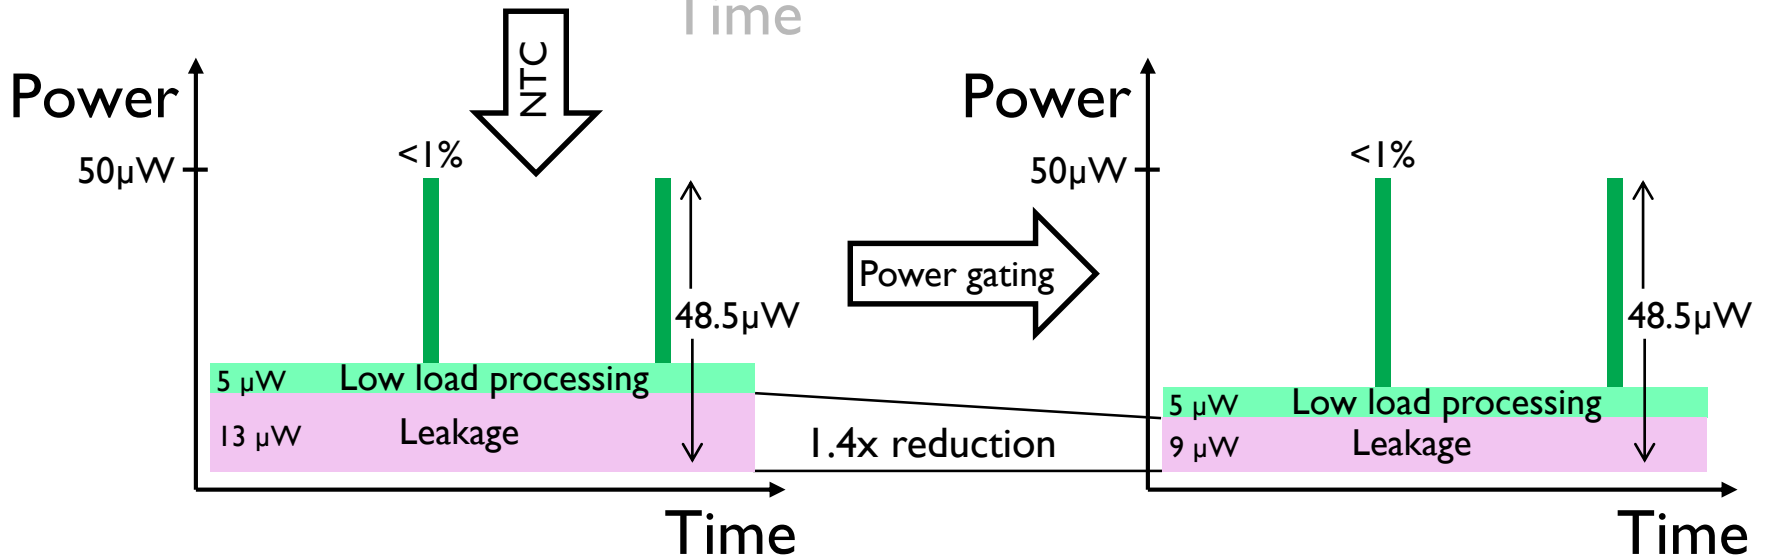 Time
NTC
Power
50µW
<1%
48.5µW
5 µW
Low load processing
13 µW
Leakage
Time
Power gating
1.4x reduction
Power
50µW
<1%
48.5µW
5 µW
Low load processing
9 µW
Leakage
Time